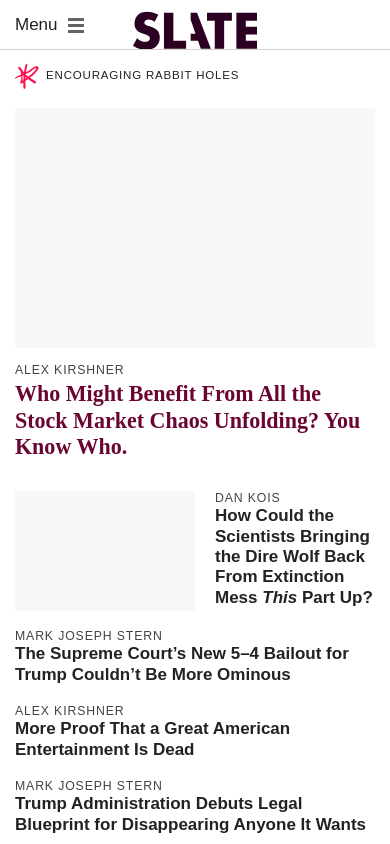 Menu
SLATE
ENCOURAGING RABBIT HOLES
ALEX KIRSHNER
Who Might Benefit From All the
Stock Market Chaos Unfolding? You
Know Who.
DAN KOIS
How Could the
Scientists Bringing
the Dire Wolf Back
From Extinction
Mess This Part Up?
MARK JOSEPH STERN
The Supreme Court’s New 5–4 Bailout for
Trump Couldn’t Be More Ominous
ALEX KIRSHNER
More Proof That a Great American
Entertainment Is Dead
MARK JOSEPH STERN
Trump Administration Debuts Legal
Blueprint for Disappearing Anyone It Wants